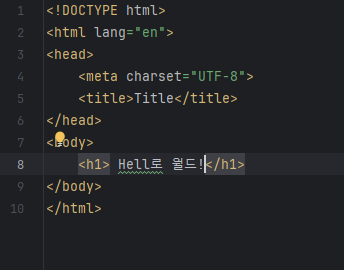 1 <!DOCTYPE html>
2 <html lang="en">
3 <head>
4     <meta charset="UTF-8">
5     <title>Title</title>
6 </head>
7 <body>
8     <h1> Hell로 월드!</h1>
9 </body>
10 </html>